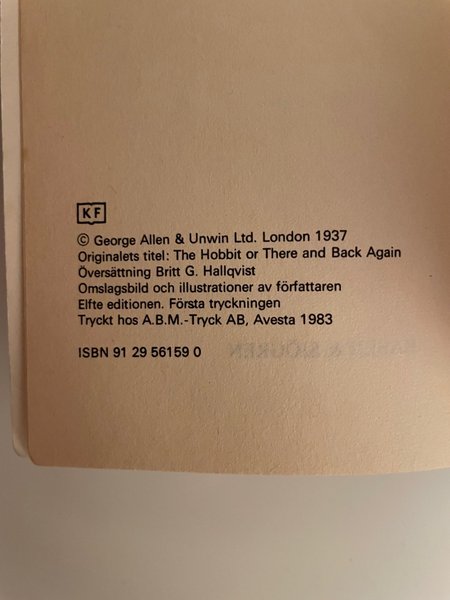 KF
© George Allen & Unwin Ltd. London 1937
Originalets titel: The Hobbit or There and Back Again
Översättning Britt G. Hallqvist
Omslagsbild och illustrationer av författaren
Elfte editionen. Första tryckningen
Tryckt hos A.B.M.-Tryck AB, Avesta 1983
ISBN 91 29 56159 0